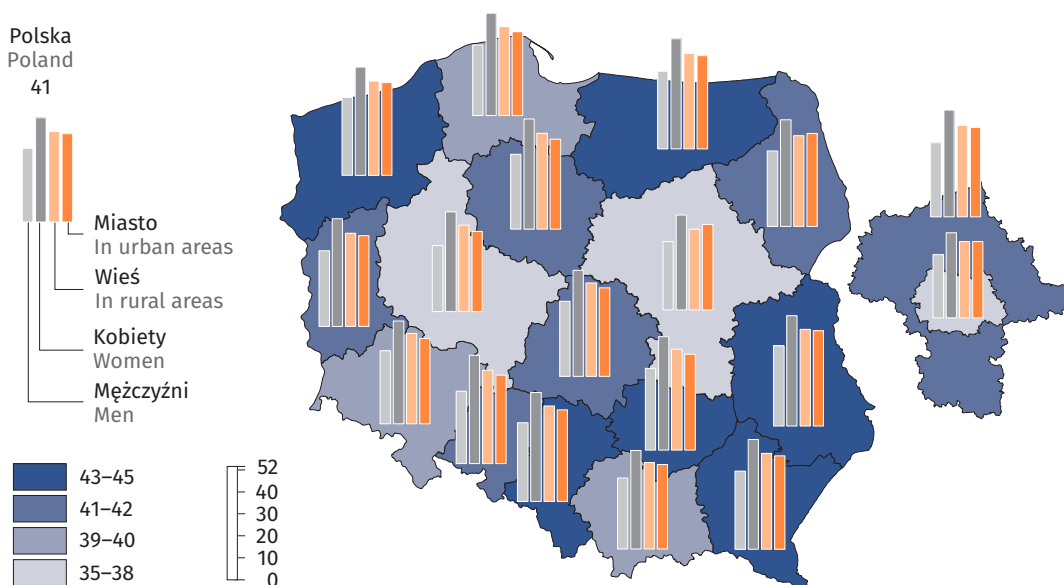 Polska
Poland
41
Miasto
In urban areas
Wieś
In rural areas
Kobiety
Women
Mężczyźni
Men
43–45
41–42
39–40
35–38
52
40
30
20
10
0